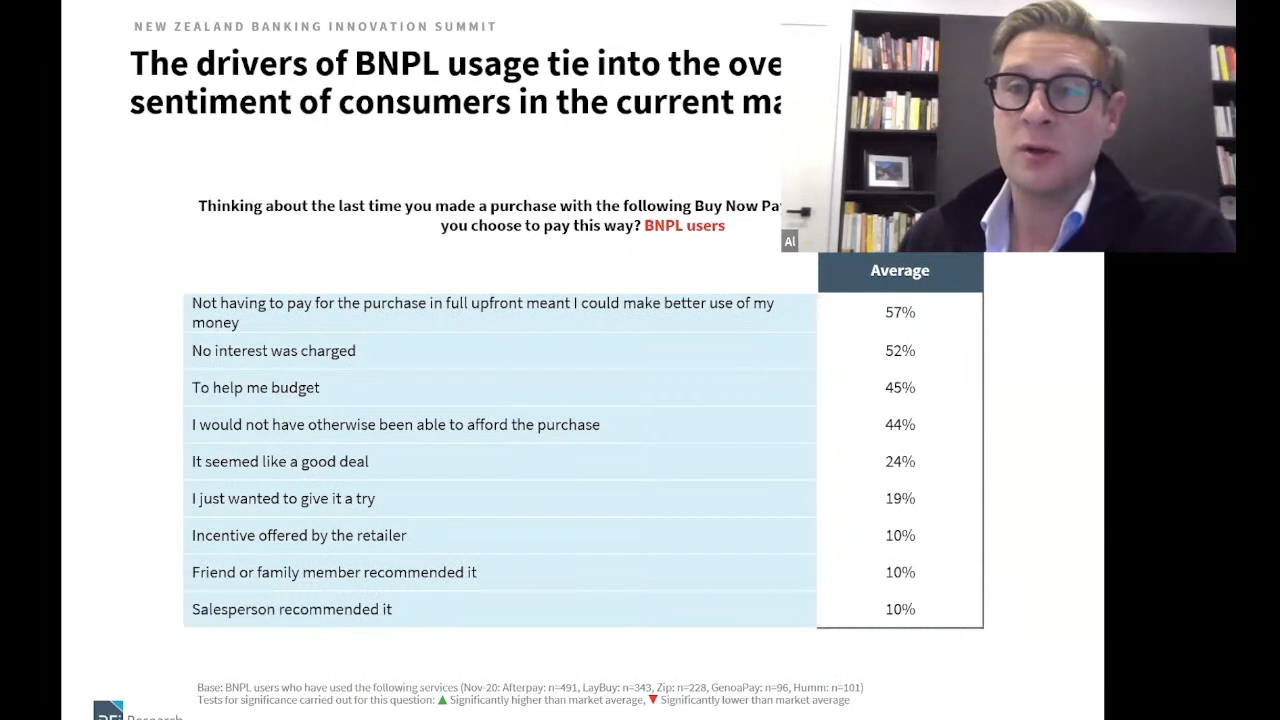 NEW ZEALAND BANKING INNOVATION SUMMIT
The drivers of BNPL usage tie into the ove
sentiment of consumers in the current ma
Thinking about the last time you made a purchase with the following Buy Now Pa
you choose to pay this way? BNPL users
Al
Average
Not having to pay for the purchase in full upfront meant I could make better use of my
money
57%
No interest was charged 52%
To help me budget 45%
I would not have otherwise been able to afford the purchase 44%
It seemed like a good deal 24%
I just wanted to give it a try 19%
Incentive offered by the retailer 10%
Friend or family member recommended it 10%
Salesperson recommended it 10%
Base: BNPL users who have used the following services (Nov-20: Afterpay: n=491, LayBuy: n=343, Zip: n=228, GenoaPay: n=96, Humm: n=101)
Tests for significance carried out for this question: ▲ Significantly higher than market average, ▼ Significantly lower than market average
RFi Research